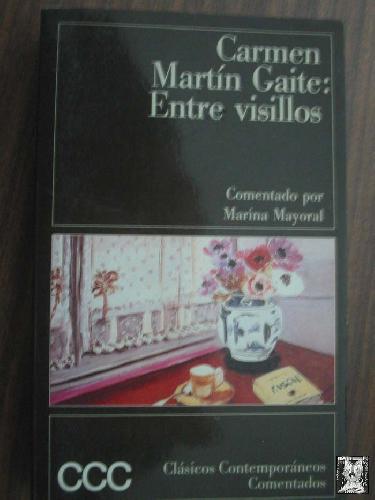 Carmen
Martín Gaite:
Entre visillos
Comentado por
Marina Mayoral
CCC
Clásicos Contemporáneos
Comentados